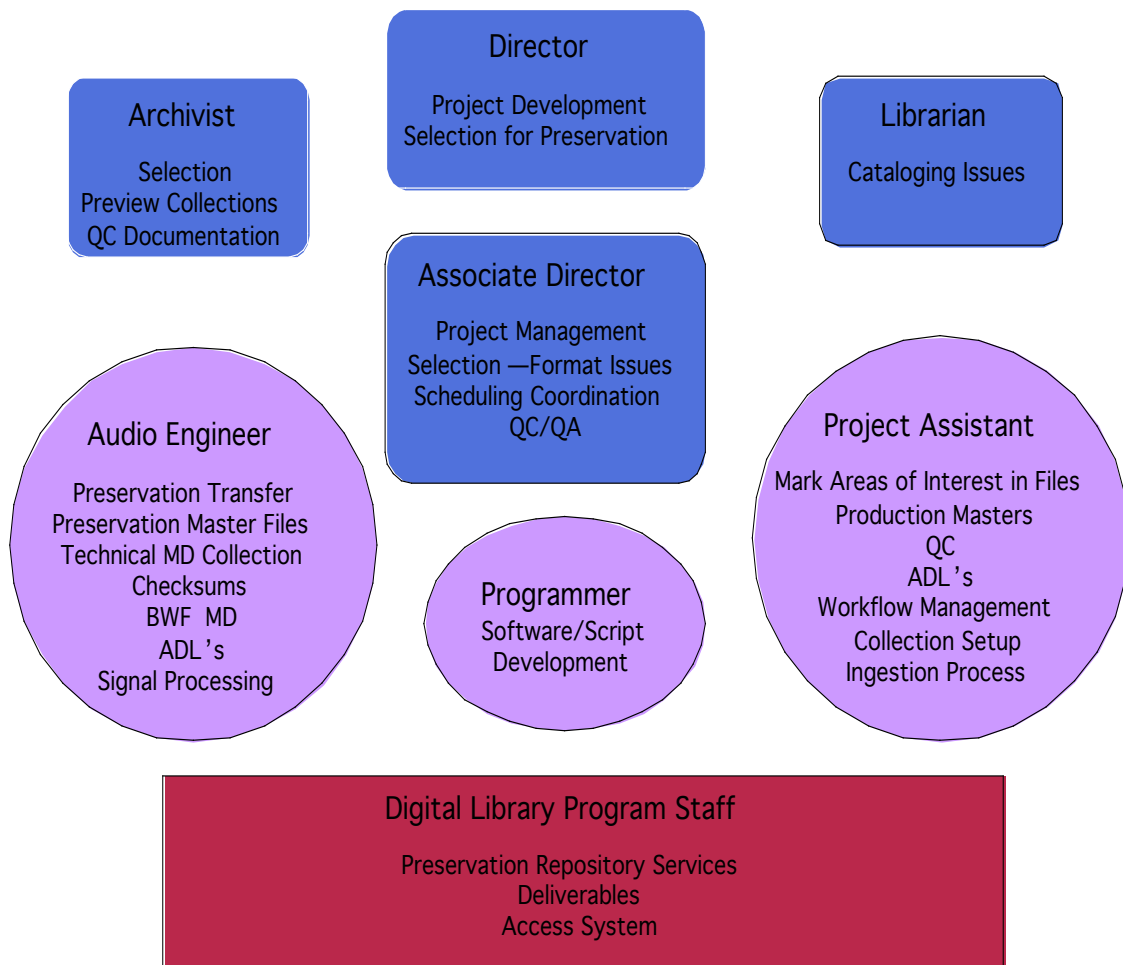 Director
Project Development
Selection for Preservation
Archivist
Selection
Preview Collections
QC Documentation
Librarian
Cataloging Issues
Associate Director
Project Management
Selection —Format Issues
Scheduling Coordination
QC/QA
Audio Engineer
Preservation Transfer
Preservation Master Files
Technical MD Collection
Checksums
BWF MD
ADL's
Signal Processing
Programmer
Software/Script
Development
Project Assistant
Mark Areas of Interest in Files
Production Masters
QC
ADL's
Workflow Management
Collection Setup
Ingestion Process
Digital Library Program Staff
Preservation Repository Services
Deliverables
Access System